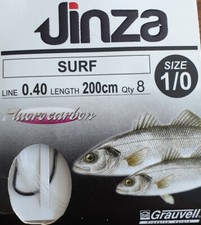 Jinza
SURF
SIZE
1/0
LINE 0.40 LENGTH 200cm Qty 8
fluorocarbon
Grauvell